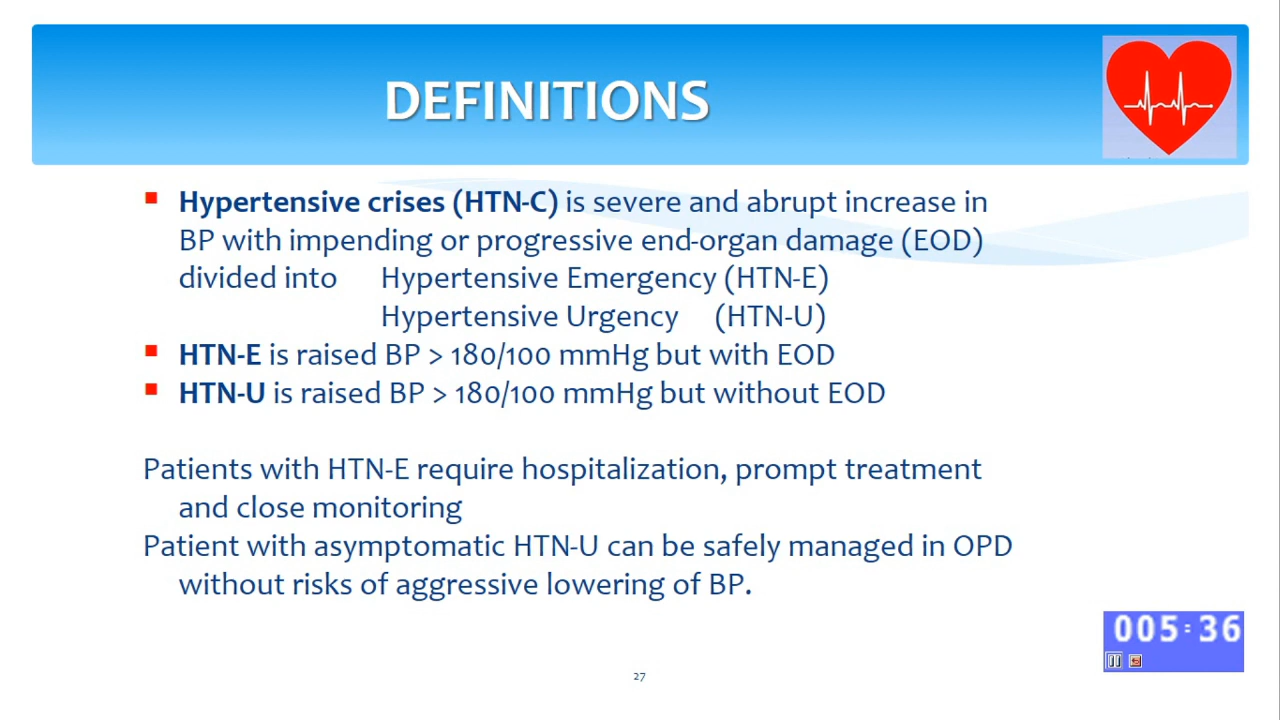 DEFINITIONS
Hypertensive crises (HTN-C) is severe and abrupt increase in
BP with impending or progressive end-organ damage (EOD)
divided into Hypertensive Emergency (HTN-E)
Hypertensive Urgency (HTN-U)
HTN-E is raised BP > 180/100 mmHg but with EOD
HTN-U is raised BP > 180/100 mmHg but without EOD
Patients with HTN-E require hospitalization, prompt treatment
and close monitoring
Patient with asymptomatic HTN-U can be safely managed in OPD
without risks of aggressive lowering of BP.
005:36
27